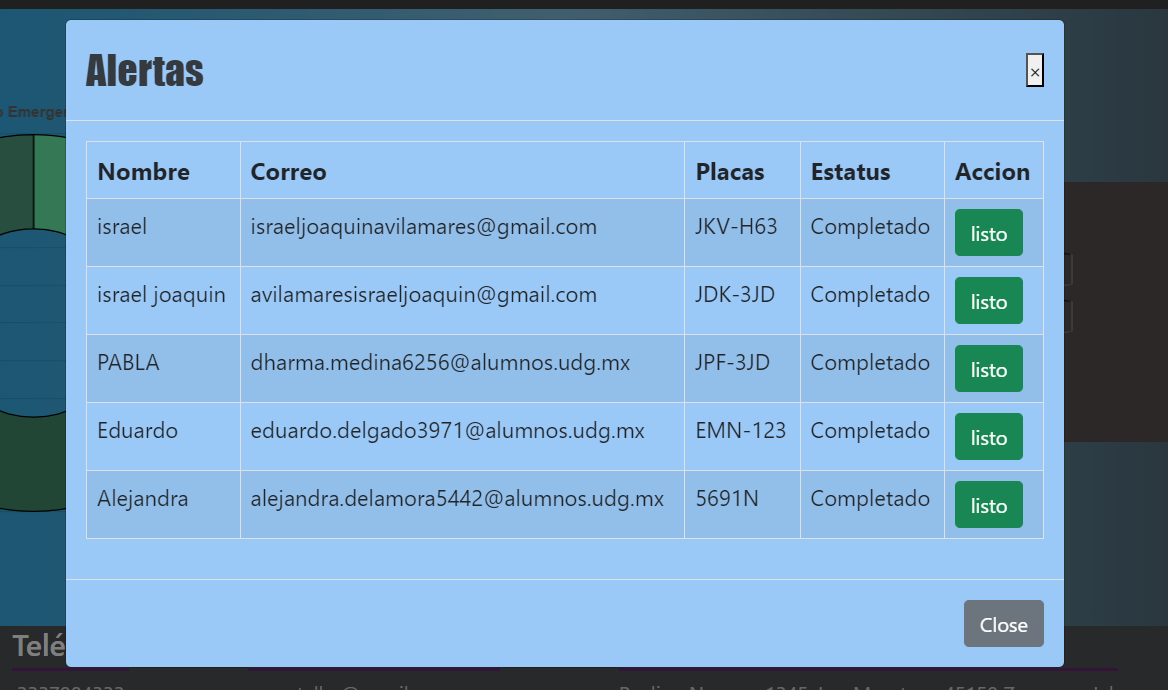 Alertas
×
Emerge
Nombre Correo Placas Estatus Accion
israel israeljoaquinavilamares@gmail.com JKV-H63 Completado listo
israel joaquin avilamaresisraeljoaquin@gmail.com JDK-3JD Completado listo
PABLA dharma.medina6256@alumnos.udg.mx JPF-3JD Completado listo
Eduardo eduardo.delgado3971@alumnos.udg.mx EMN-123 Completado listo
Alejandra alejandra.delamora5442@alumnos.udg.mx 5691N Completado listo
Close
Telé